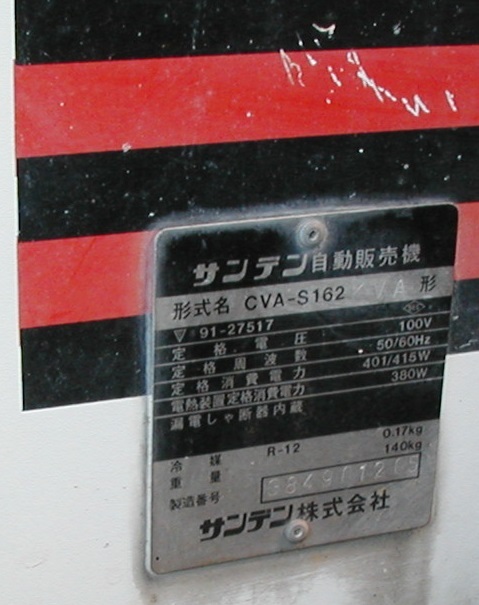 サンデン自動販売機
形式名 CVA-S162 KVA 形
▽ 91-27517
定格電圧 100V
定格周波数 50/60Hz
定格消費電力 401/415W
電熱装置定格消費電力 380W
漏電しゃ断器内蔵
冷媒 R-12 0.17kg
重量 140kg
製造番号
サンデン株式会社